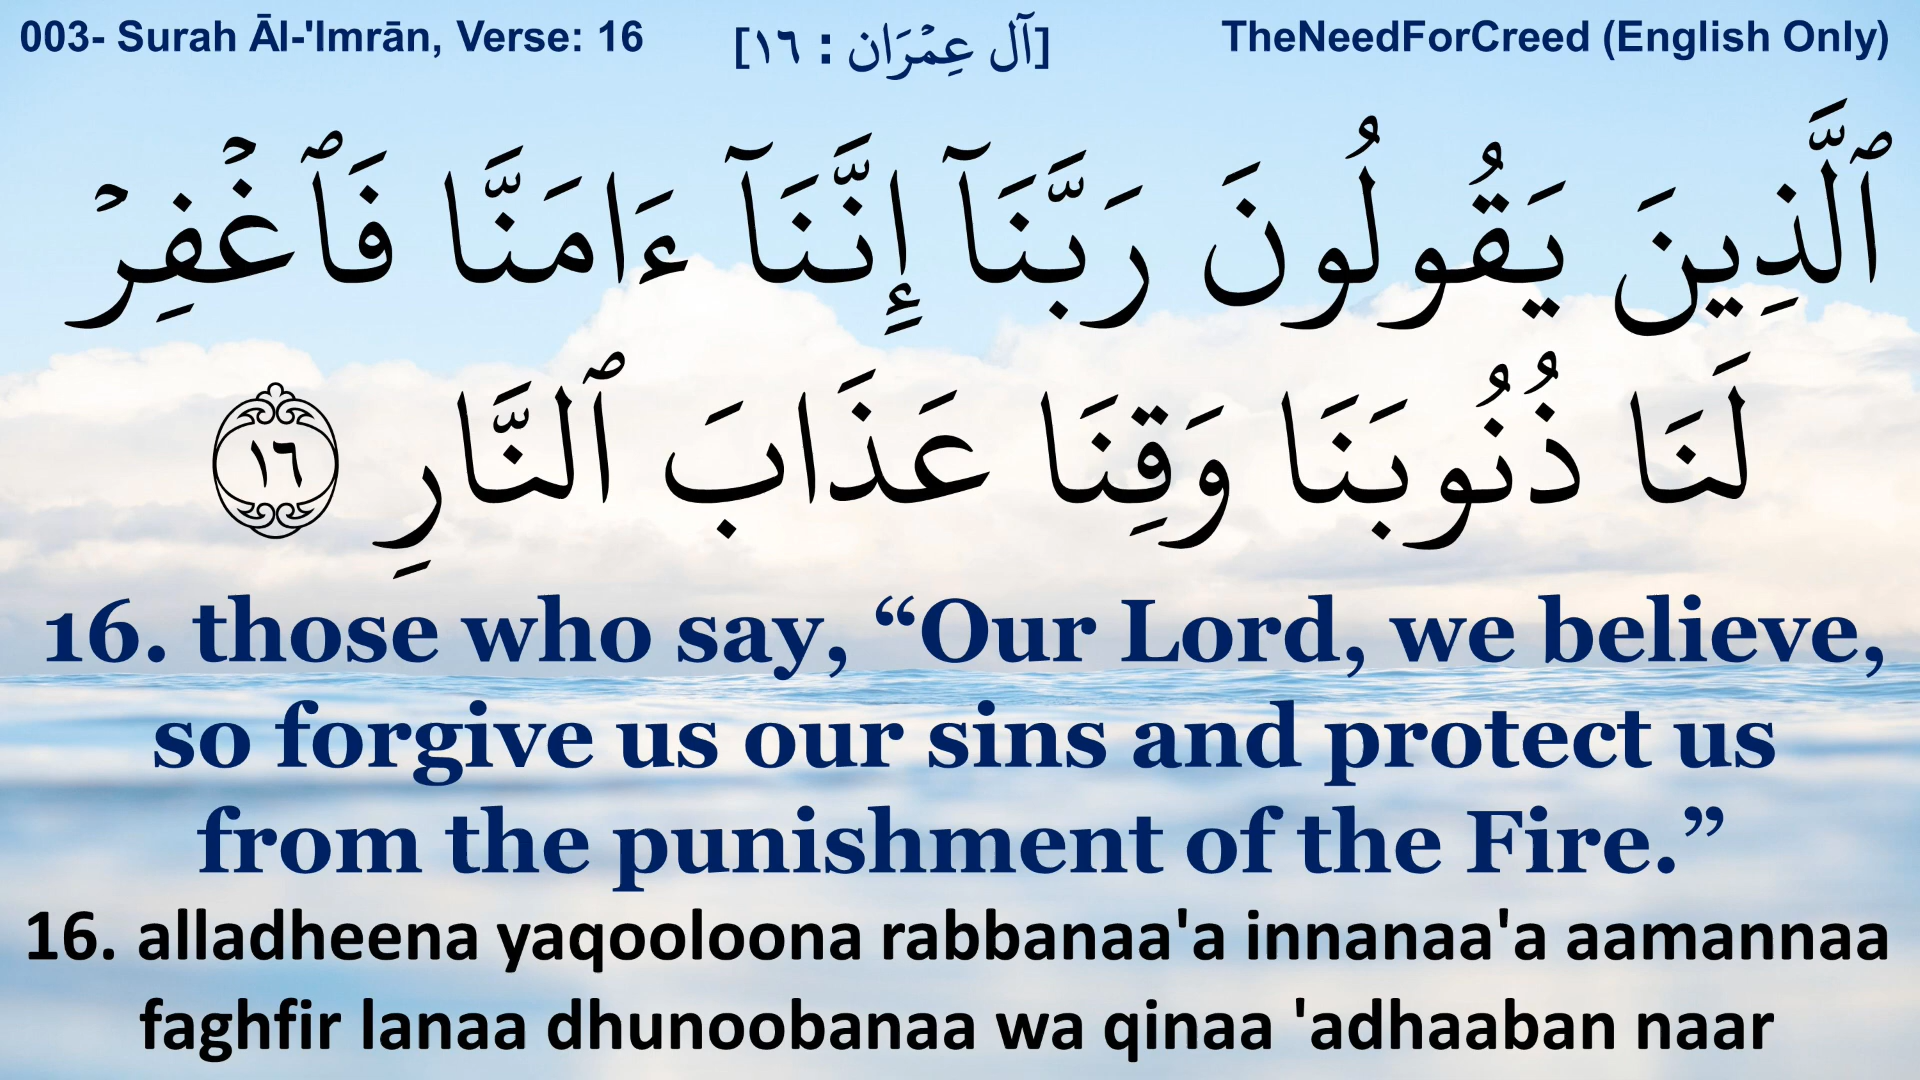 003- Surah Āl-'Imrān, Verse: 16
[آل عِمْرَان : ١٦]
TheNeedForCreed (English Only)
ٱلَّذِينَ يَقُولُونَ رَبَّنَآ إِنَّنَآ ءَامَنَّا فَٱغْفِرْ
لَنَا ذُنُوبَنَا وَقِنَا عَذَابَ ٱلنَّارِ ١٦
16. those who say, “Our Lord, we believe,
so forgive us our sins and protect us
from the punishment of the Fire.”
16. alladheena yaqooloona rabbanaa'a innanaa'a aamannaa
faghfir lanaa dhunoobanaa wa qinaa 'adhaaban naar